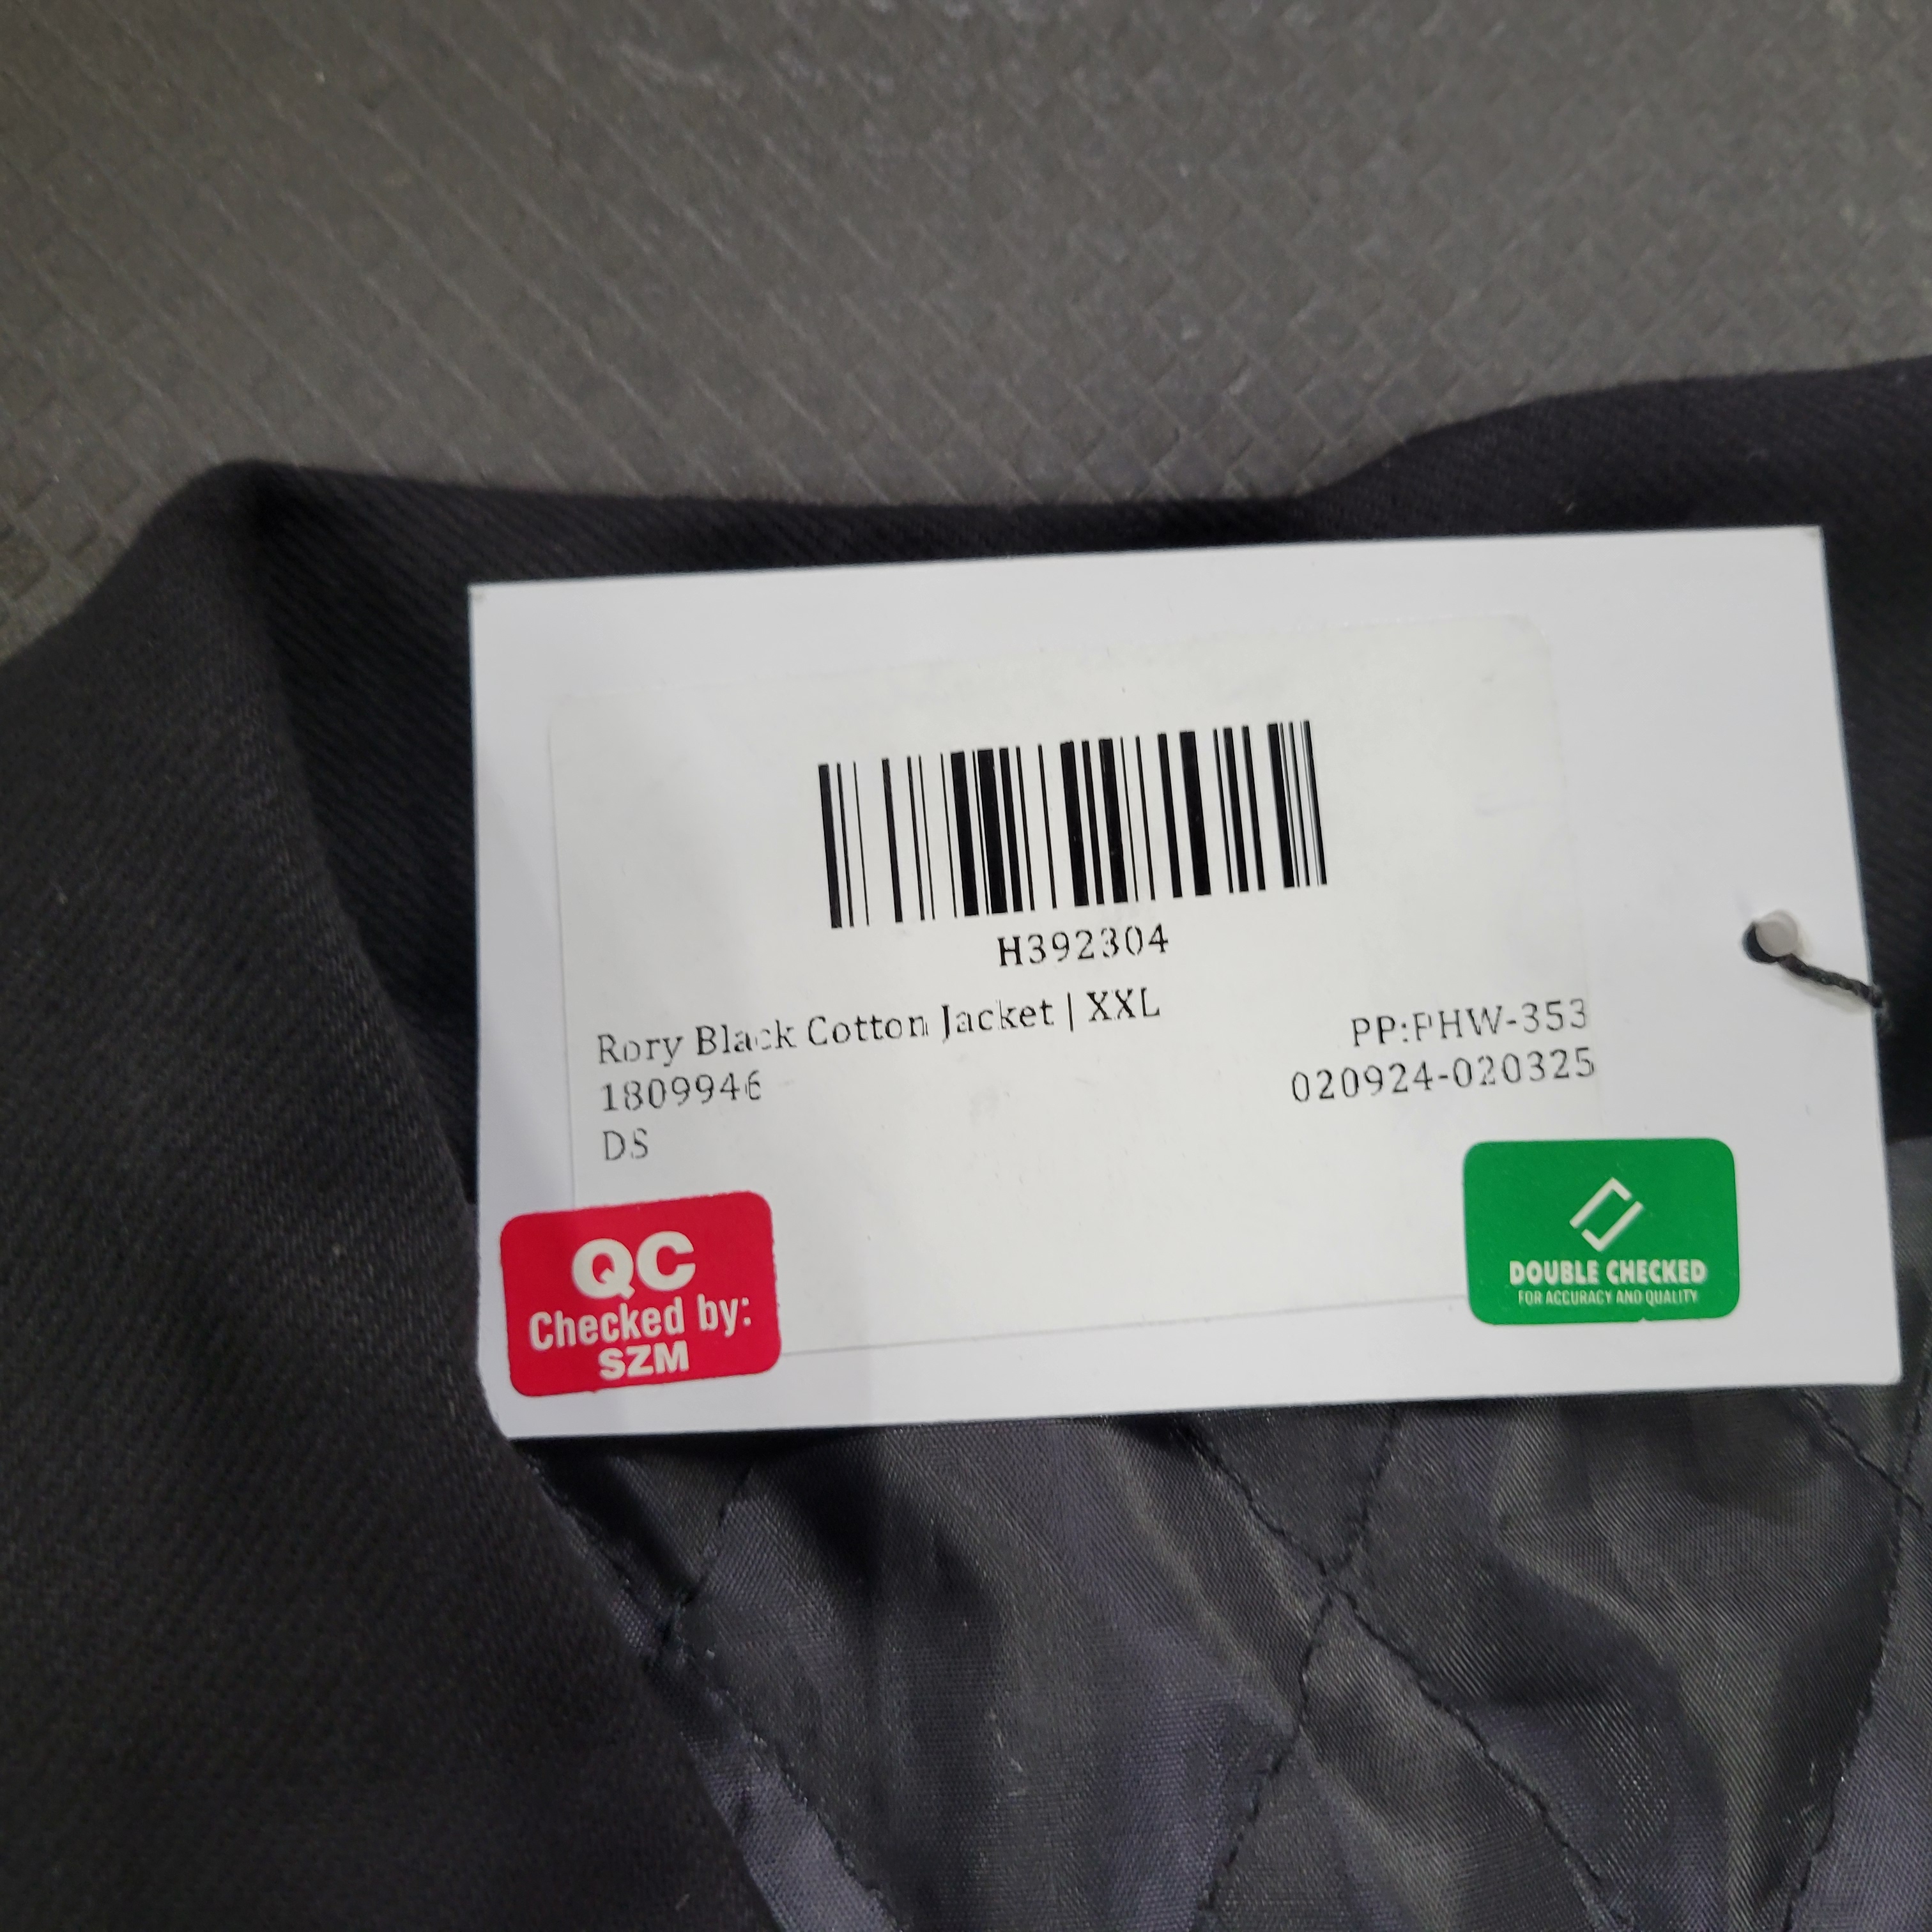 H392304
Rory Black Cotton Jacket | XXL
PP:PHW-353
1809946
020924-020325
DS
QC
Checked by:
SZM
DOUBLE CHECKED
FOR ACCURACY AND QUALITY